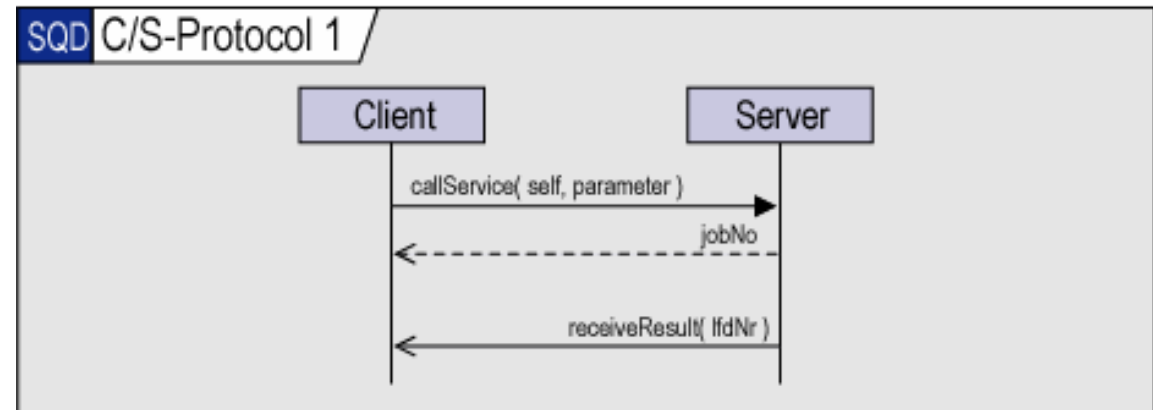 SQD C/S-Protocol 1
Client Server
callService( self, parameter )
jobNo
receiveResult( lfdNr )